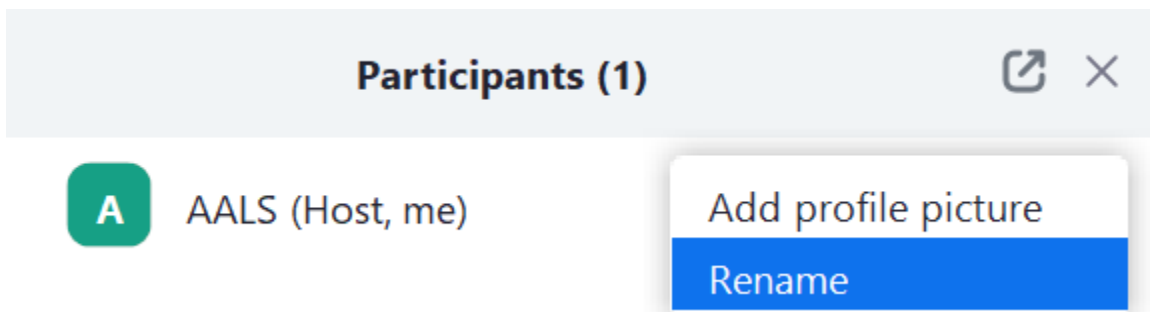 Participants (1)
A
AALS (Host, me)
Add profile picture
Rename